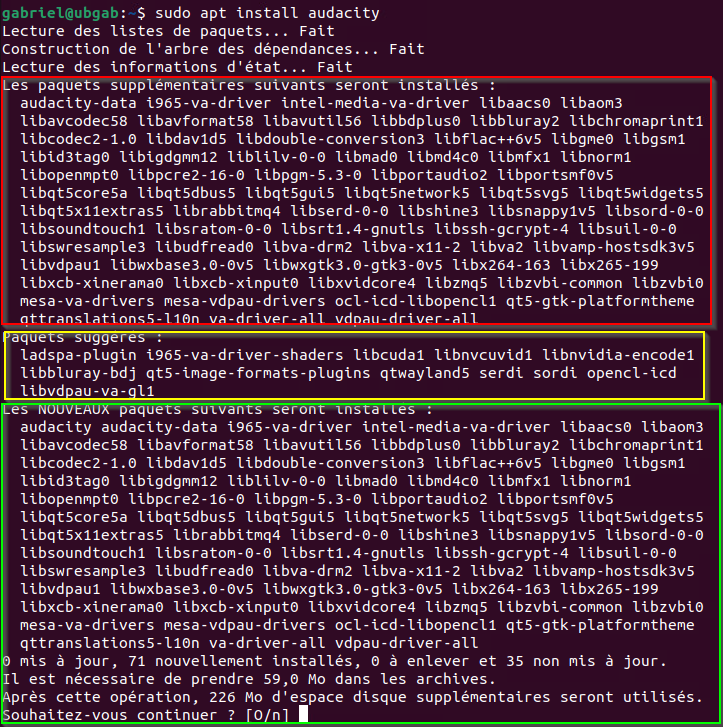 gabriel@ubgab:~$ sudo apt install audacity
Lecture des listes de paquets... Fait
Construction de l'arbre des dépendances... Fait
Lecture des informations d'état... Fait
Les paquets supplémentaires suivants seront installés :
audacity-data i965-va-driver intel-media-va-driver libaacs0 libaom3
libavcodec58 libavformat58 libavutil56 libbdplus0 libbluray2 libchromaprint1
libcodec2-1.0 libdav1d5 libdouble-conversion3 libflac++6v5 libgme0 libgsm1
libid3tag0 libigdgmm12 liblilv-0-0 libmad0 libmd4c0 libmfx1 libnorm1
libopenmpt0 libpcre2-16-0 libpgm-5.3-0 libportaudio2 libportsmf0v5
libqt5core5a libqt5dbus5 libqt5gui5 libqt5network5 libqt5svg5 libqt5widgets5
libqt5x11extras5 librabbitmq4 libserd-0-0 libshine3 libsnappy1v5 libsord-0-0
libsoundtouch1 libsratom-0-0 libsrt1.4-gnutls libssh-gcrypt-4 libsuil-0-0
libswresample3 libudfread0 libva-drm2 libva-x11-2 libva2 libvamp-hostsdk3v5
libvdpau1 libwxbase3.0-0v5 libwxgtk3.0-gtk3-0v5 libx264-163 libx265-199
libxcb-xinerama0 libxcb-xinput0 libxvidcore4 libzmq5 libzvbi-common libzvbi0
mesa-va-drivers mesa-vdpau-drivers ocl-icd-libopencl1 qt5-gtk-platformtheme
qttranslations5-l10n va-driver-all vdpau-driver-all
Paquets suggérés :
ladspa-plugin i965-va-driver-shaders libcuda1 libnvcuvid1 libnvidia-encode1
libbluray-bdj qt5-image-formats-plugins qtwayland5 serdi sordi opencl-icd
libvdpau-va-gl1
Les NOUVEAUX paquets suivants seront installés :
audacity audacity-data i965-va-driver intel-media-va-driver libaacs0 libaom3
libavcodec58 libavformat58 libavutil56 libbdplus0 libbluray2 libchromaprint1
libcodec2-1.0 libdav1d5 libdouble-conversion3 libflac++6v5 libgme0 libgsm1
libid3tag0 libigdgmm12 liblilv-0-0 libmad0 libmd4c0 libmfx1 libnorm1
libopenmpt0 libpcre2-16-0 libpgm-5.3-0 libportaudio2 libportsmf0v5
libqt5core5a libqt5dbus5 libqt5gui5 libqt5network5 libqt5svg5 libqt5widgets5
libqt5x11extras5 librabbitmq4 libserd-0-0 libshine3 libsnappy1v5 libsord-0-0
libsoundtouch1 libsratom-0-0 libsrt1.4-gnutls libssh-gcrypt-4 libsuil-0-0
libswresample3 libudfread0 libva-drm2 libva-x11-2 libva2 libvamp-hostsdk3v5
libvdpau1 libwxbase3.0-0v5 libwxgtk3.0-gtk3-0v5 libx264-163 libx265-199
libxcb-xinerama0 libxcb-xinput0 libxvidcore4 libzmq5 libzvbi-common libzvbi0
mesa-va-drivers mesa-vdpau-drivers ocl-icd-libopencl1 qt5-gtk-platformtheme
qttranslations5-l10n va-driver-all vdpau-driver-all
0 mis à jour, 71 nouvellement installés, 0 à enlever et 35 non mis à jour.
Il est nécessaire de prendre 59,0 Mo dans les archives.
Après cette opération, 226 Mo d'espace disque supplémentaires seront utilisés.
Souhaitez-vous continuer ? [O/n]